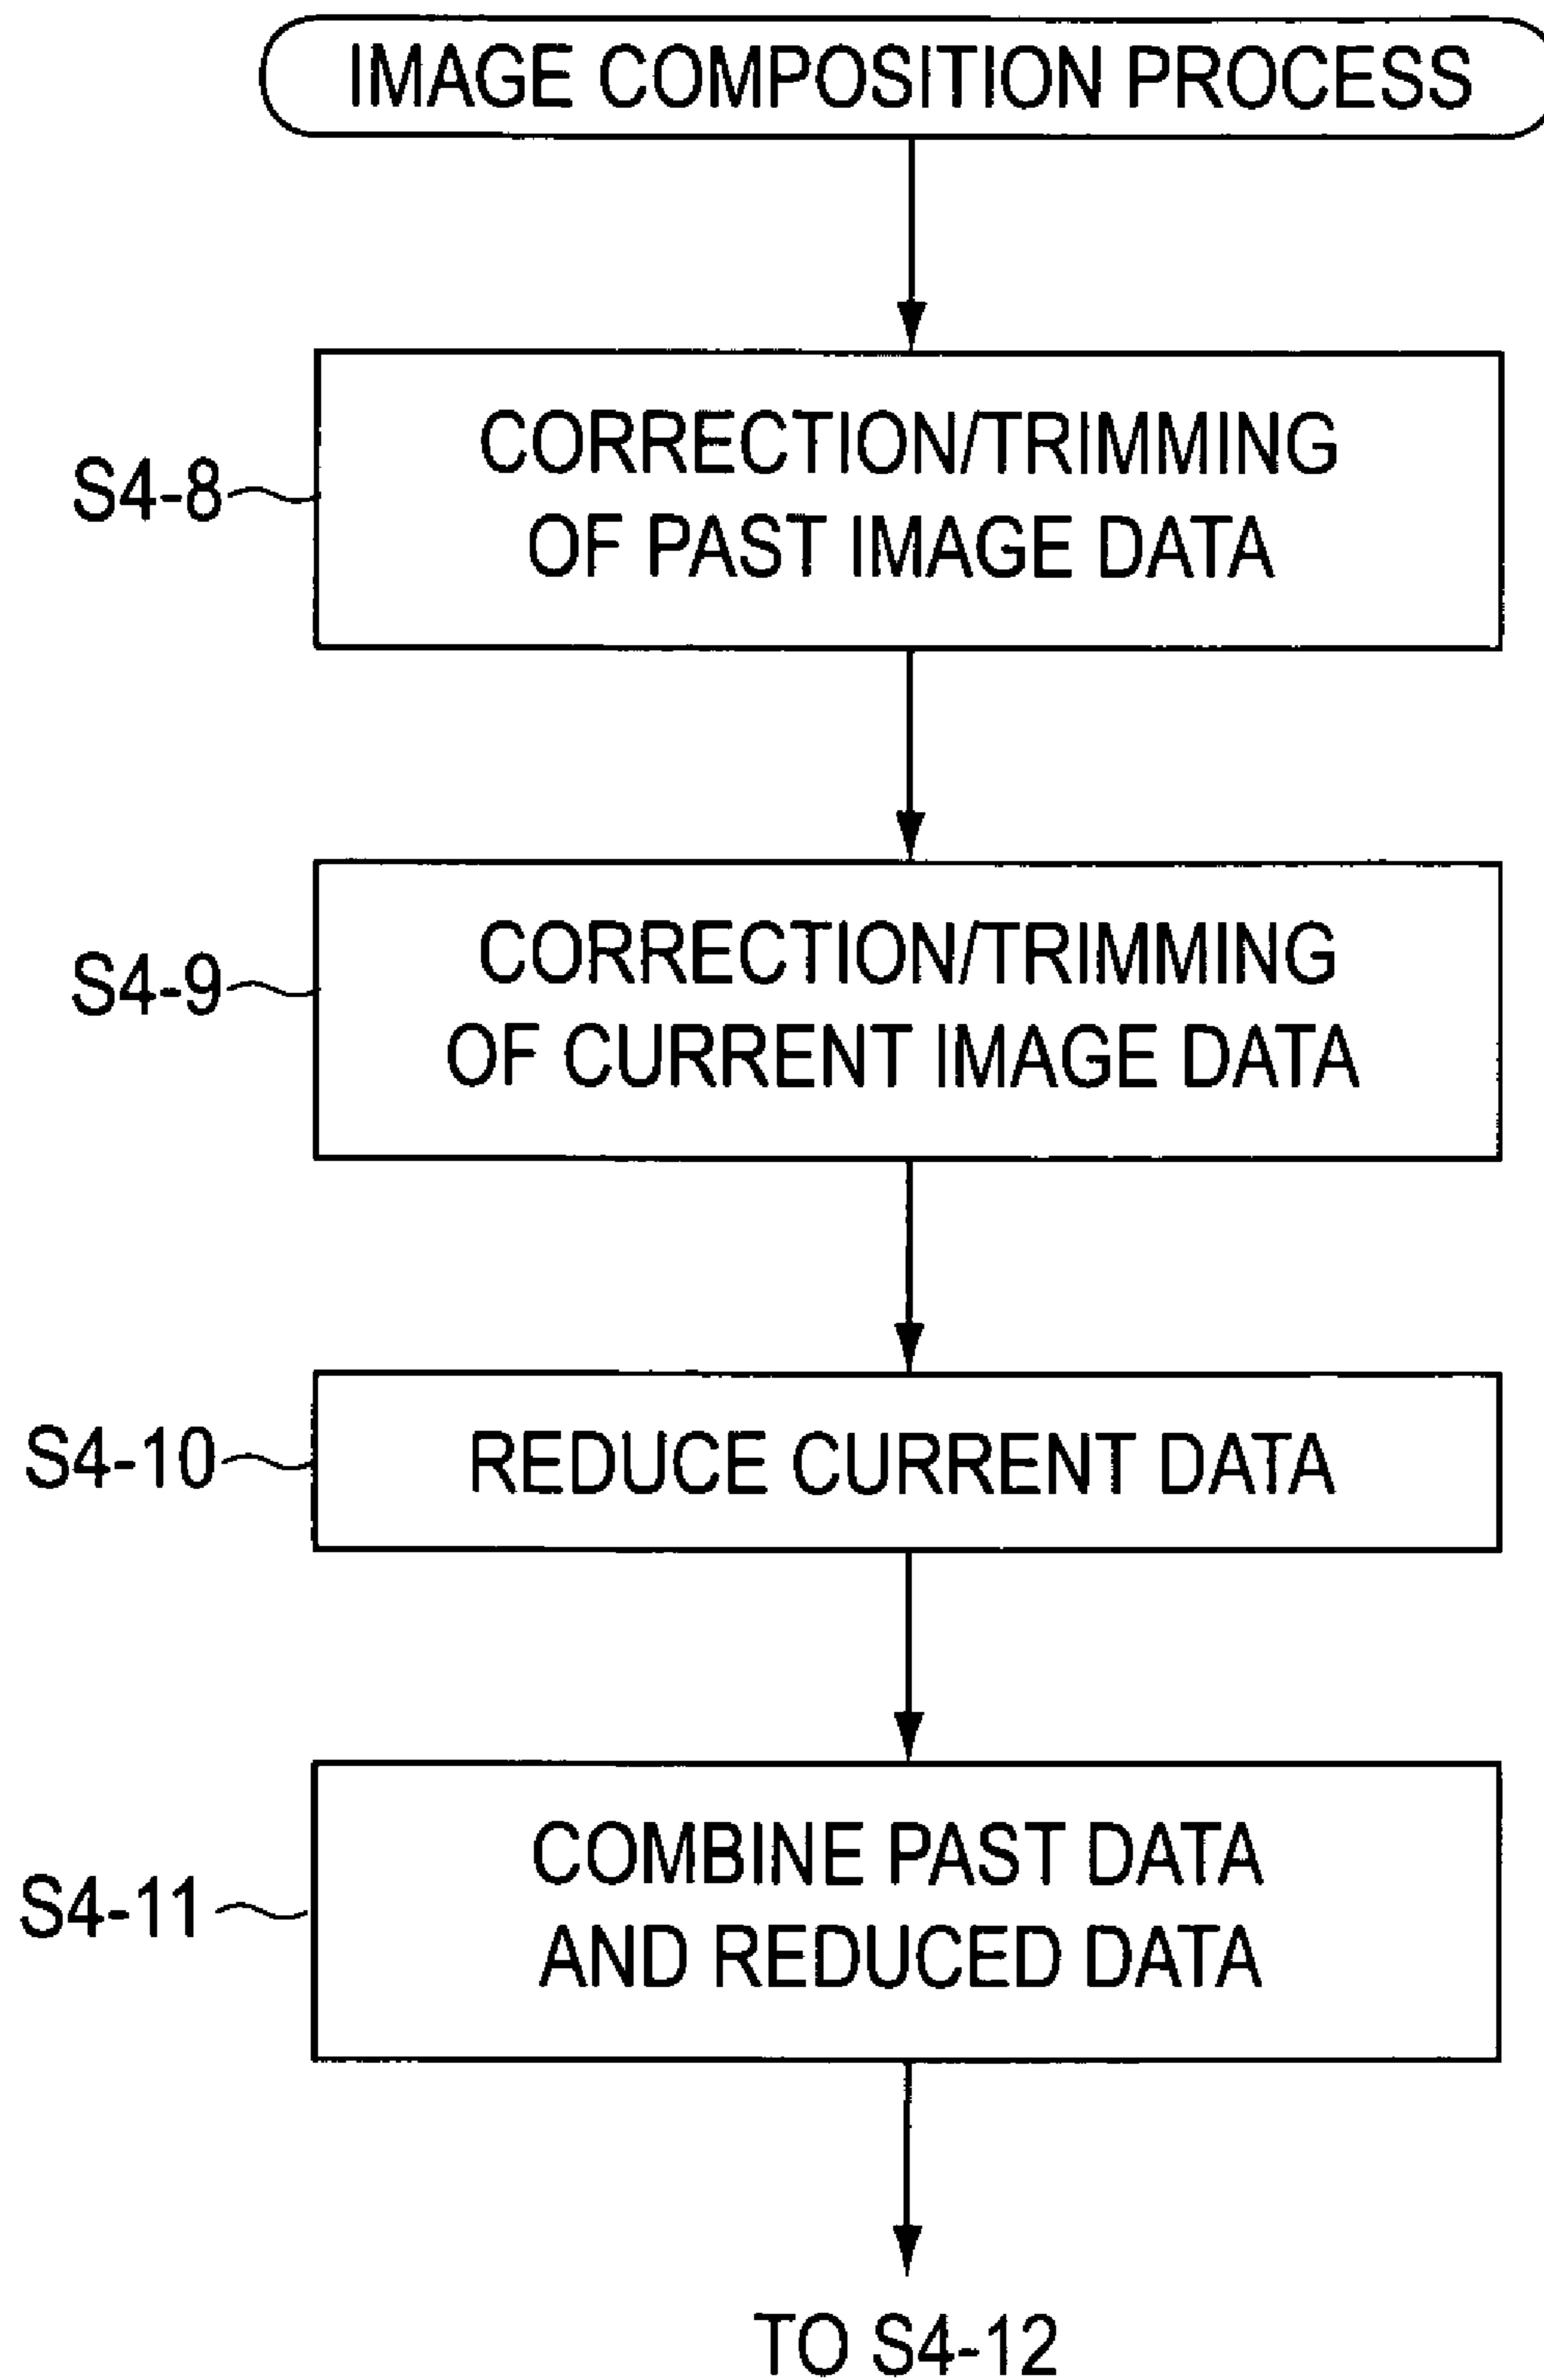 IMAGE COMPOSITION PROCESS
S4-8
CORRECTION/TRIMMING
OF PAST IMAGE DATA
S4-9
CORRECTION/TRIMMING
OF CURRENT IMAGE DATA
S4-10
REDUCE CURRENT DATA
S4-11
COMBINE PAST DATA
AND REDUCED DATA
TO S4-12